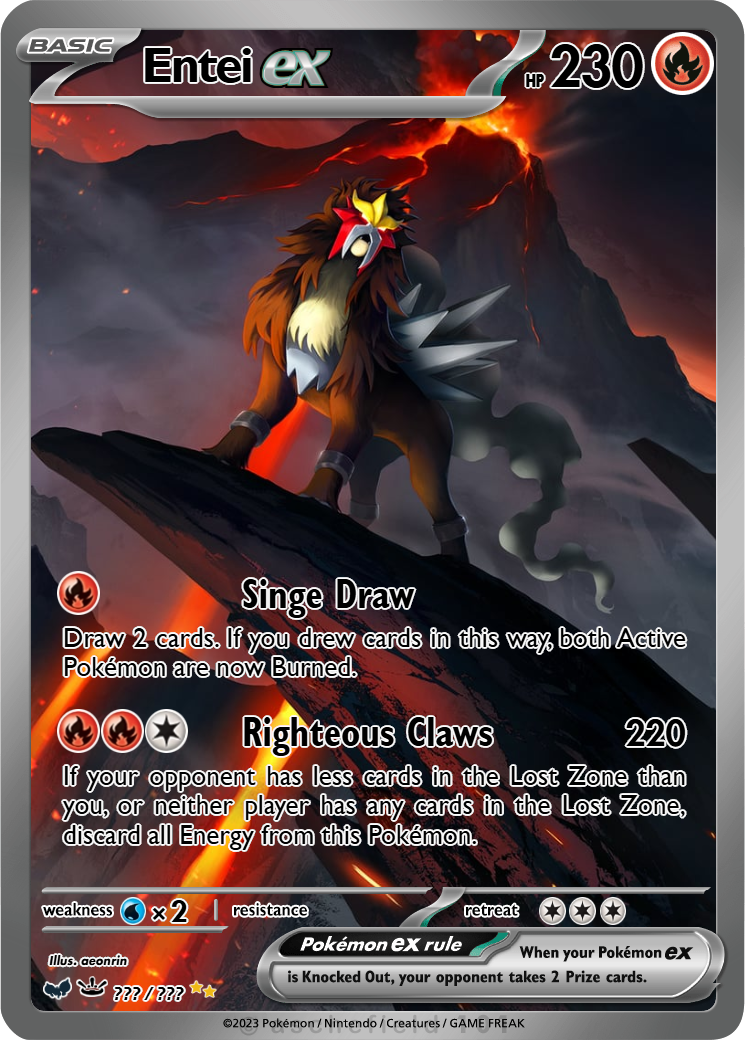 BASIC
Entei ex
HP 230
Singe Draw
Draw 2 cards. If you drew cards in this way, both Active
Pokémon are now Burned.
Righteous Claws 220
If your opponent has less cards in the Lost Zone than
you, or neither player has any cards in the Lost Zone,
discard all Energy from this Pokémon.
weakness ×2 resistance retreat
Illus. aeonrin
Pokémon ex rule
When your Pokémon ex
is Knocked Out, your opponent takes 2 Prize cards.
??? / ???
©2023 Pokémon / Nintendo / Creatures / GAME FREAK